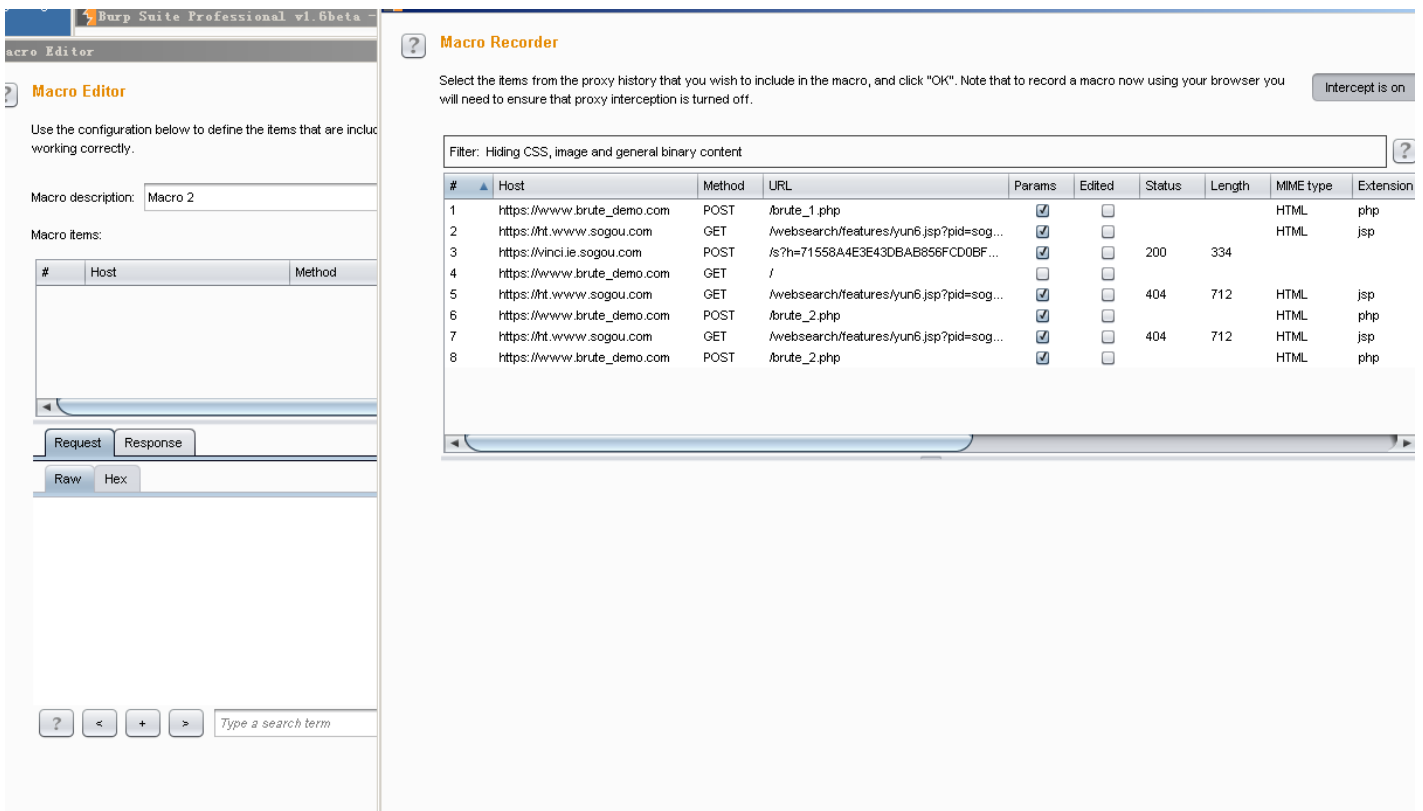 Burp Suite Professional v1.6beta -
acro Editor
?
Macro Editor
Use the configuration below to define the items that are includ
working correctly.
Macro description: Macro 2
Macro items:
# Host Method
Request Response
Raw Hex
? < + > Type a search term
?
Macro Recorder
Select the items from the proxy history that you wish to include in the macro, and click "OK". Note that to record a macro now using your browser you
will need to ensure that proxy interception is turned off.
Intercept is on
Filter: Hiding CSS, image and general binary content
?
# Host Method URL Params Edited Status Length MIME type Extension
1 https://www.brute_demo.com POST /brute_1.php HTML php
2 https://ht.www.sogou.com GET /websearch/features/yun6.jsp?pid=sog... HTML jsp
3 https://vinci.ie.sogou.com POST /s?h=71558A4E3E43DBAB856FCD0BF... 200 334
4 https://www.brute_demo.com GET /
5 https://ht.www.sogou.com GET /websearch/features/yun6.jsp?pid=sog... 404 712 HTML jsp
6 https://www.brute_demo.com POST /brute_2.php HTML php
7 https://ht.www.sogou.com GET /websearch/features/yun6.jsp?pid=sog... 404 712 HTML jsp
8 https://www.brute_demo.com POST /brute_2.php HTML php